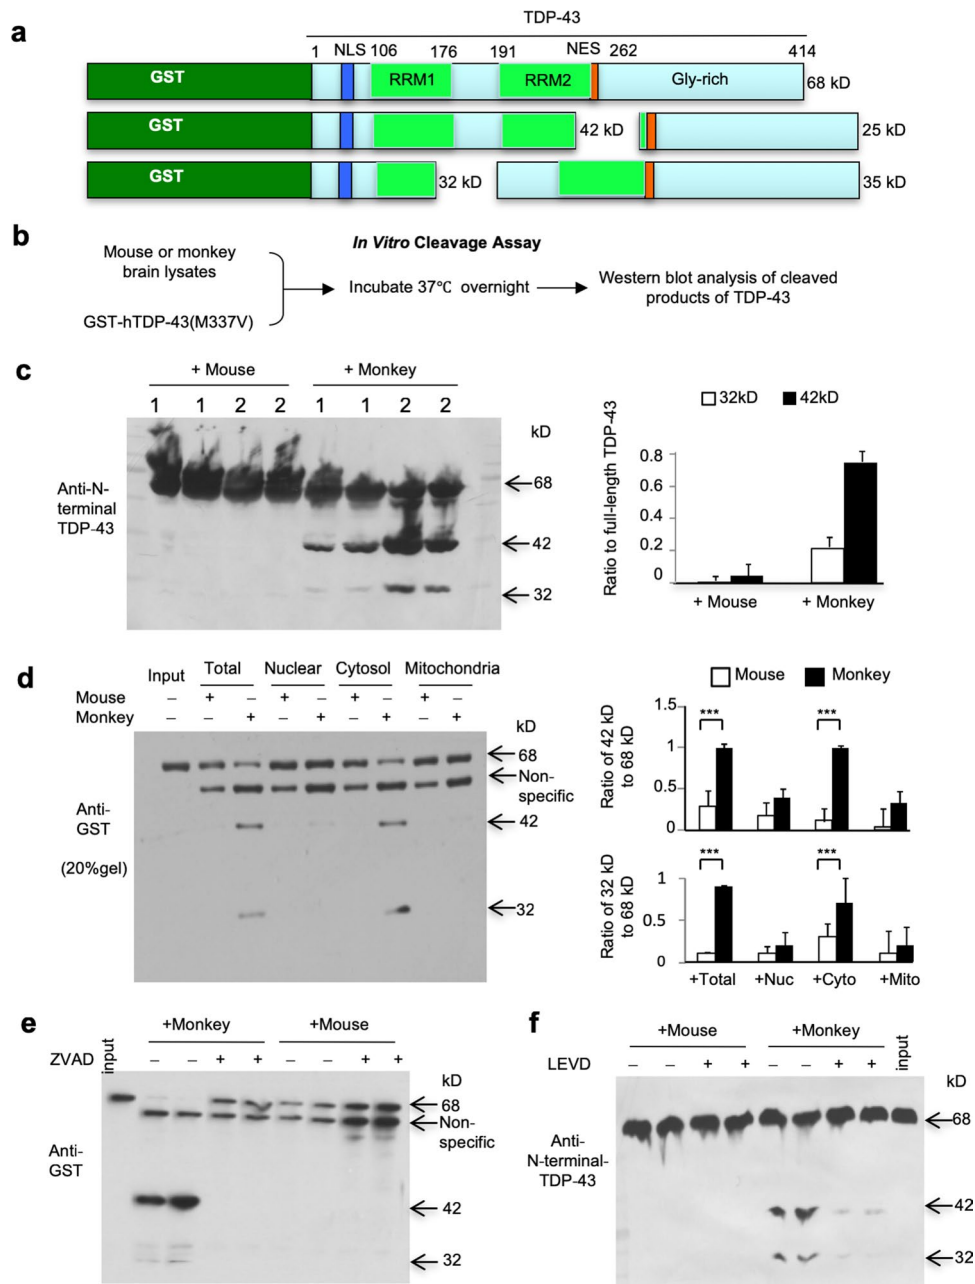 a
TDP-43
1 NLS 106 176 191 NES 262 414
GST RRM1 RRM2 Gly-rich 68 kD
GST 42 kD 25 kD
GST 32 kD 35 kD
b
In Vitro Cleavage Assay
Mouse or monkey
brain lysates
GST-hTDP-43(M337V)
Incubate 37℃ overnight
Western blot analysis of cleaved
products of TDP-43
c
+ Mouse + Monkey
1 1 2 2 1 1 2 2
kD
Anti-N-
terminal
TDP-43
68
42
32
32kD 42kD
Ratio to full-length TDP-43
0.8
0.6
0.4
0.2
0
+ Mouse + Monkey
d
Input Total Nuclear Cytosol Mitochondria
Mouse – + – + – + – + –
Monkey – – + – + – + – +
kD
68
Non-
specific
42
32
Anti-
GST
(20%gel)
Mouse Monkey
Ratio of 42 kD
to 68 kD
1.5
1
0.5
0
*** ***
Ratio of 32 kD
to 68 kD
1
0.5
0
*** ***
+Total +Nuc +Cyto +Mito
e
+Monkey +Mouse
input
ZVAD – – + + – – + +
kD
68
Non-
specific
42
32
Anti-
GST
f
+Mouse +Monkey
LEVD – – + + – – + +
input
kD
68
42
32
Anti-
N-terminal-
TDP-43